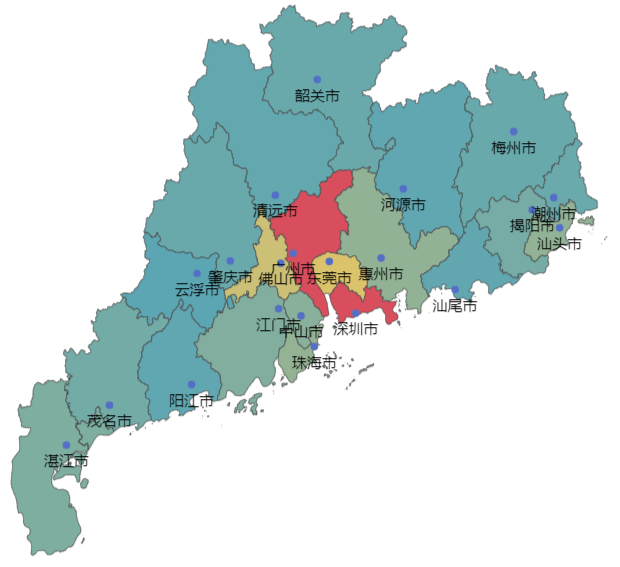 韶关市
梅州市
清远市
河源市
潮州市
揭阳市
汕头市
广州市
肇庆市
佛山市
东莞市
惠州市
云浮市
汕尾市
江门市
中山市
深圳市
珠海市
阳江市
茂名市
湛江市